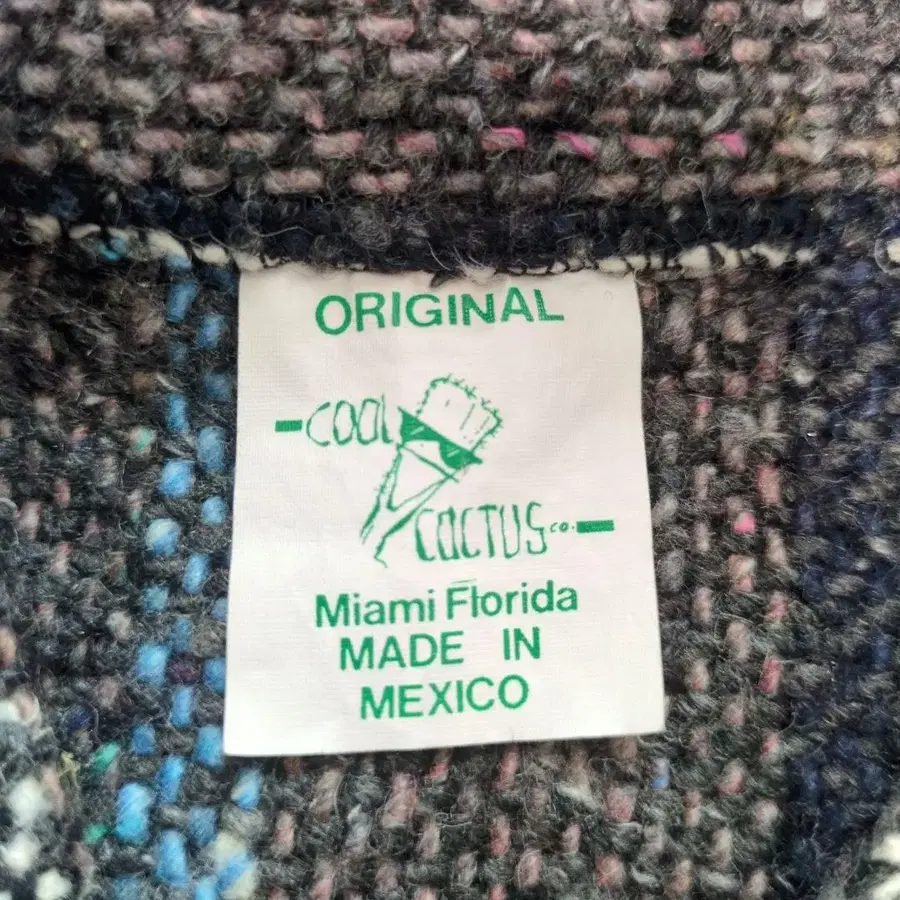 ORIGINAL
-COOL
CACTUS co.-
Miami Florida
MADE IN
MEXICO